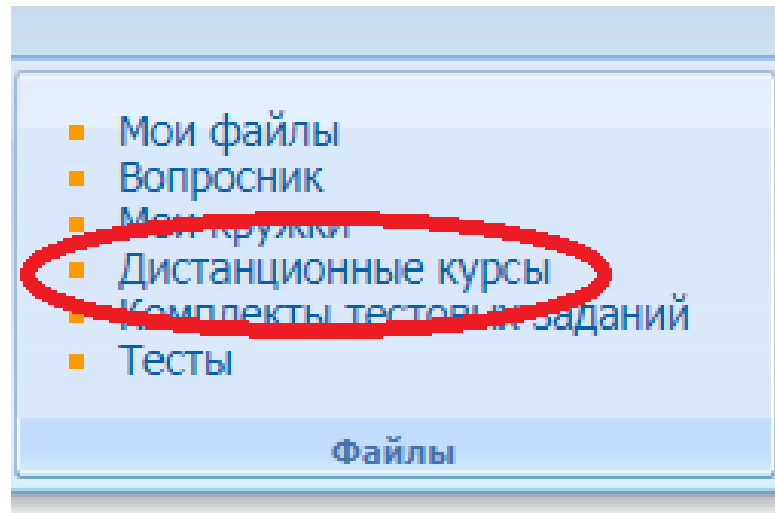 Мои файлы
Вопросник
Мои кружки
Дистанционные курсы
Комплекты тестовых заданий
Тесты
Файлы